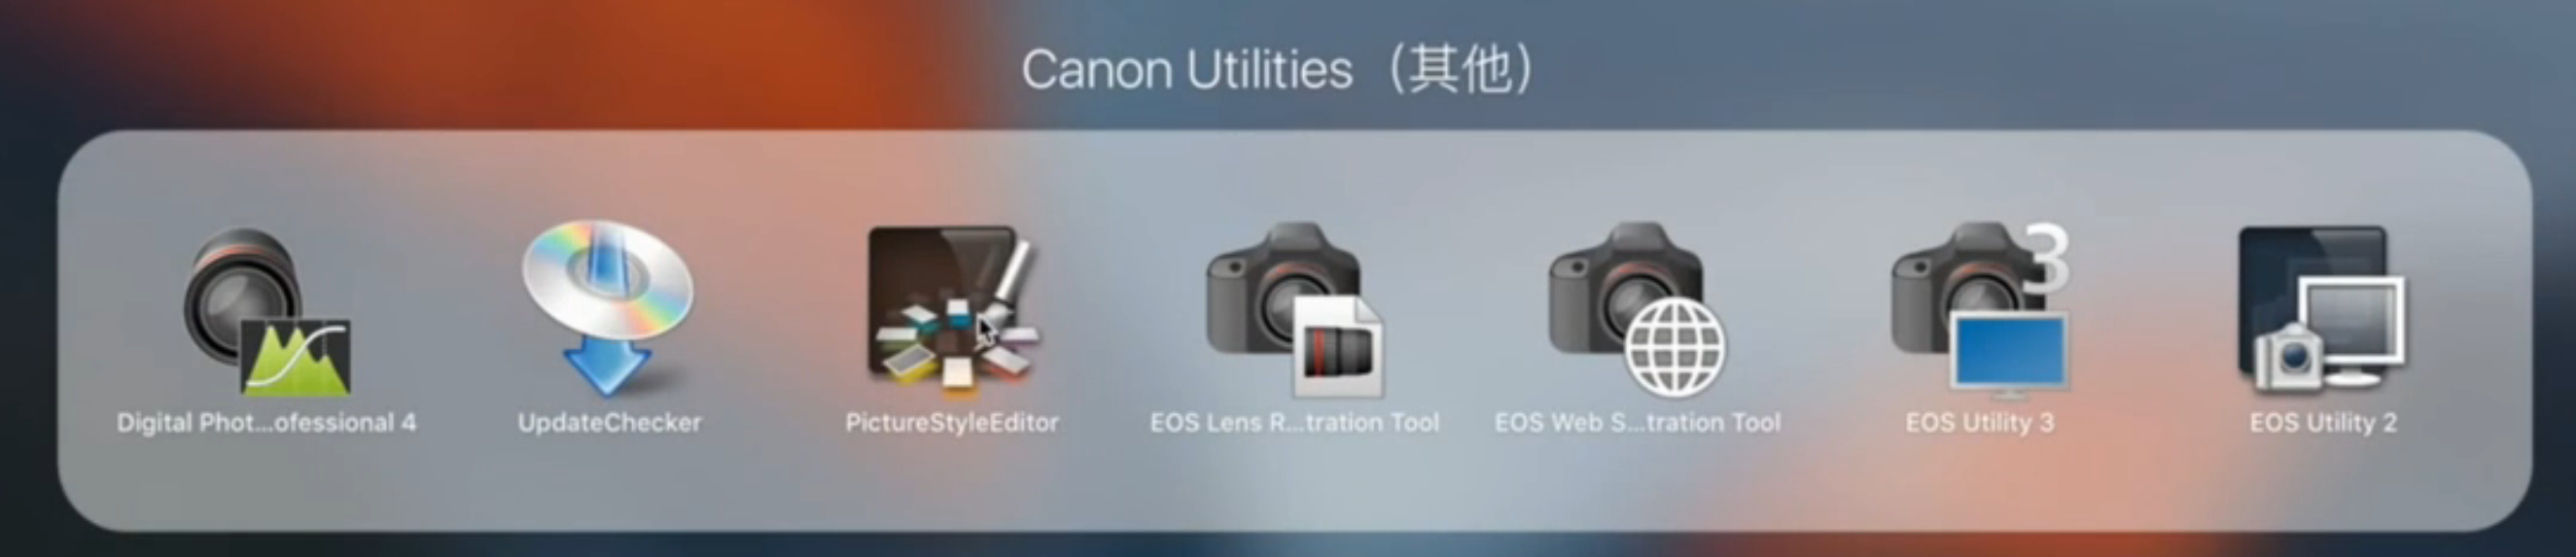 Canon Utilities（其他）
Digital Phot...ofessional 4
UpdateChecker
PictureStyleEditor
EOS Lens R...tration Tool
EOS Web S...tration Tool
3
EOS Utility 3
EOS Utility 2